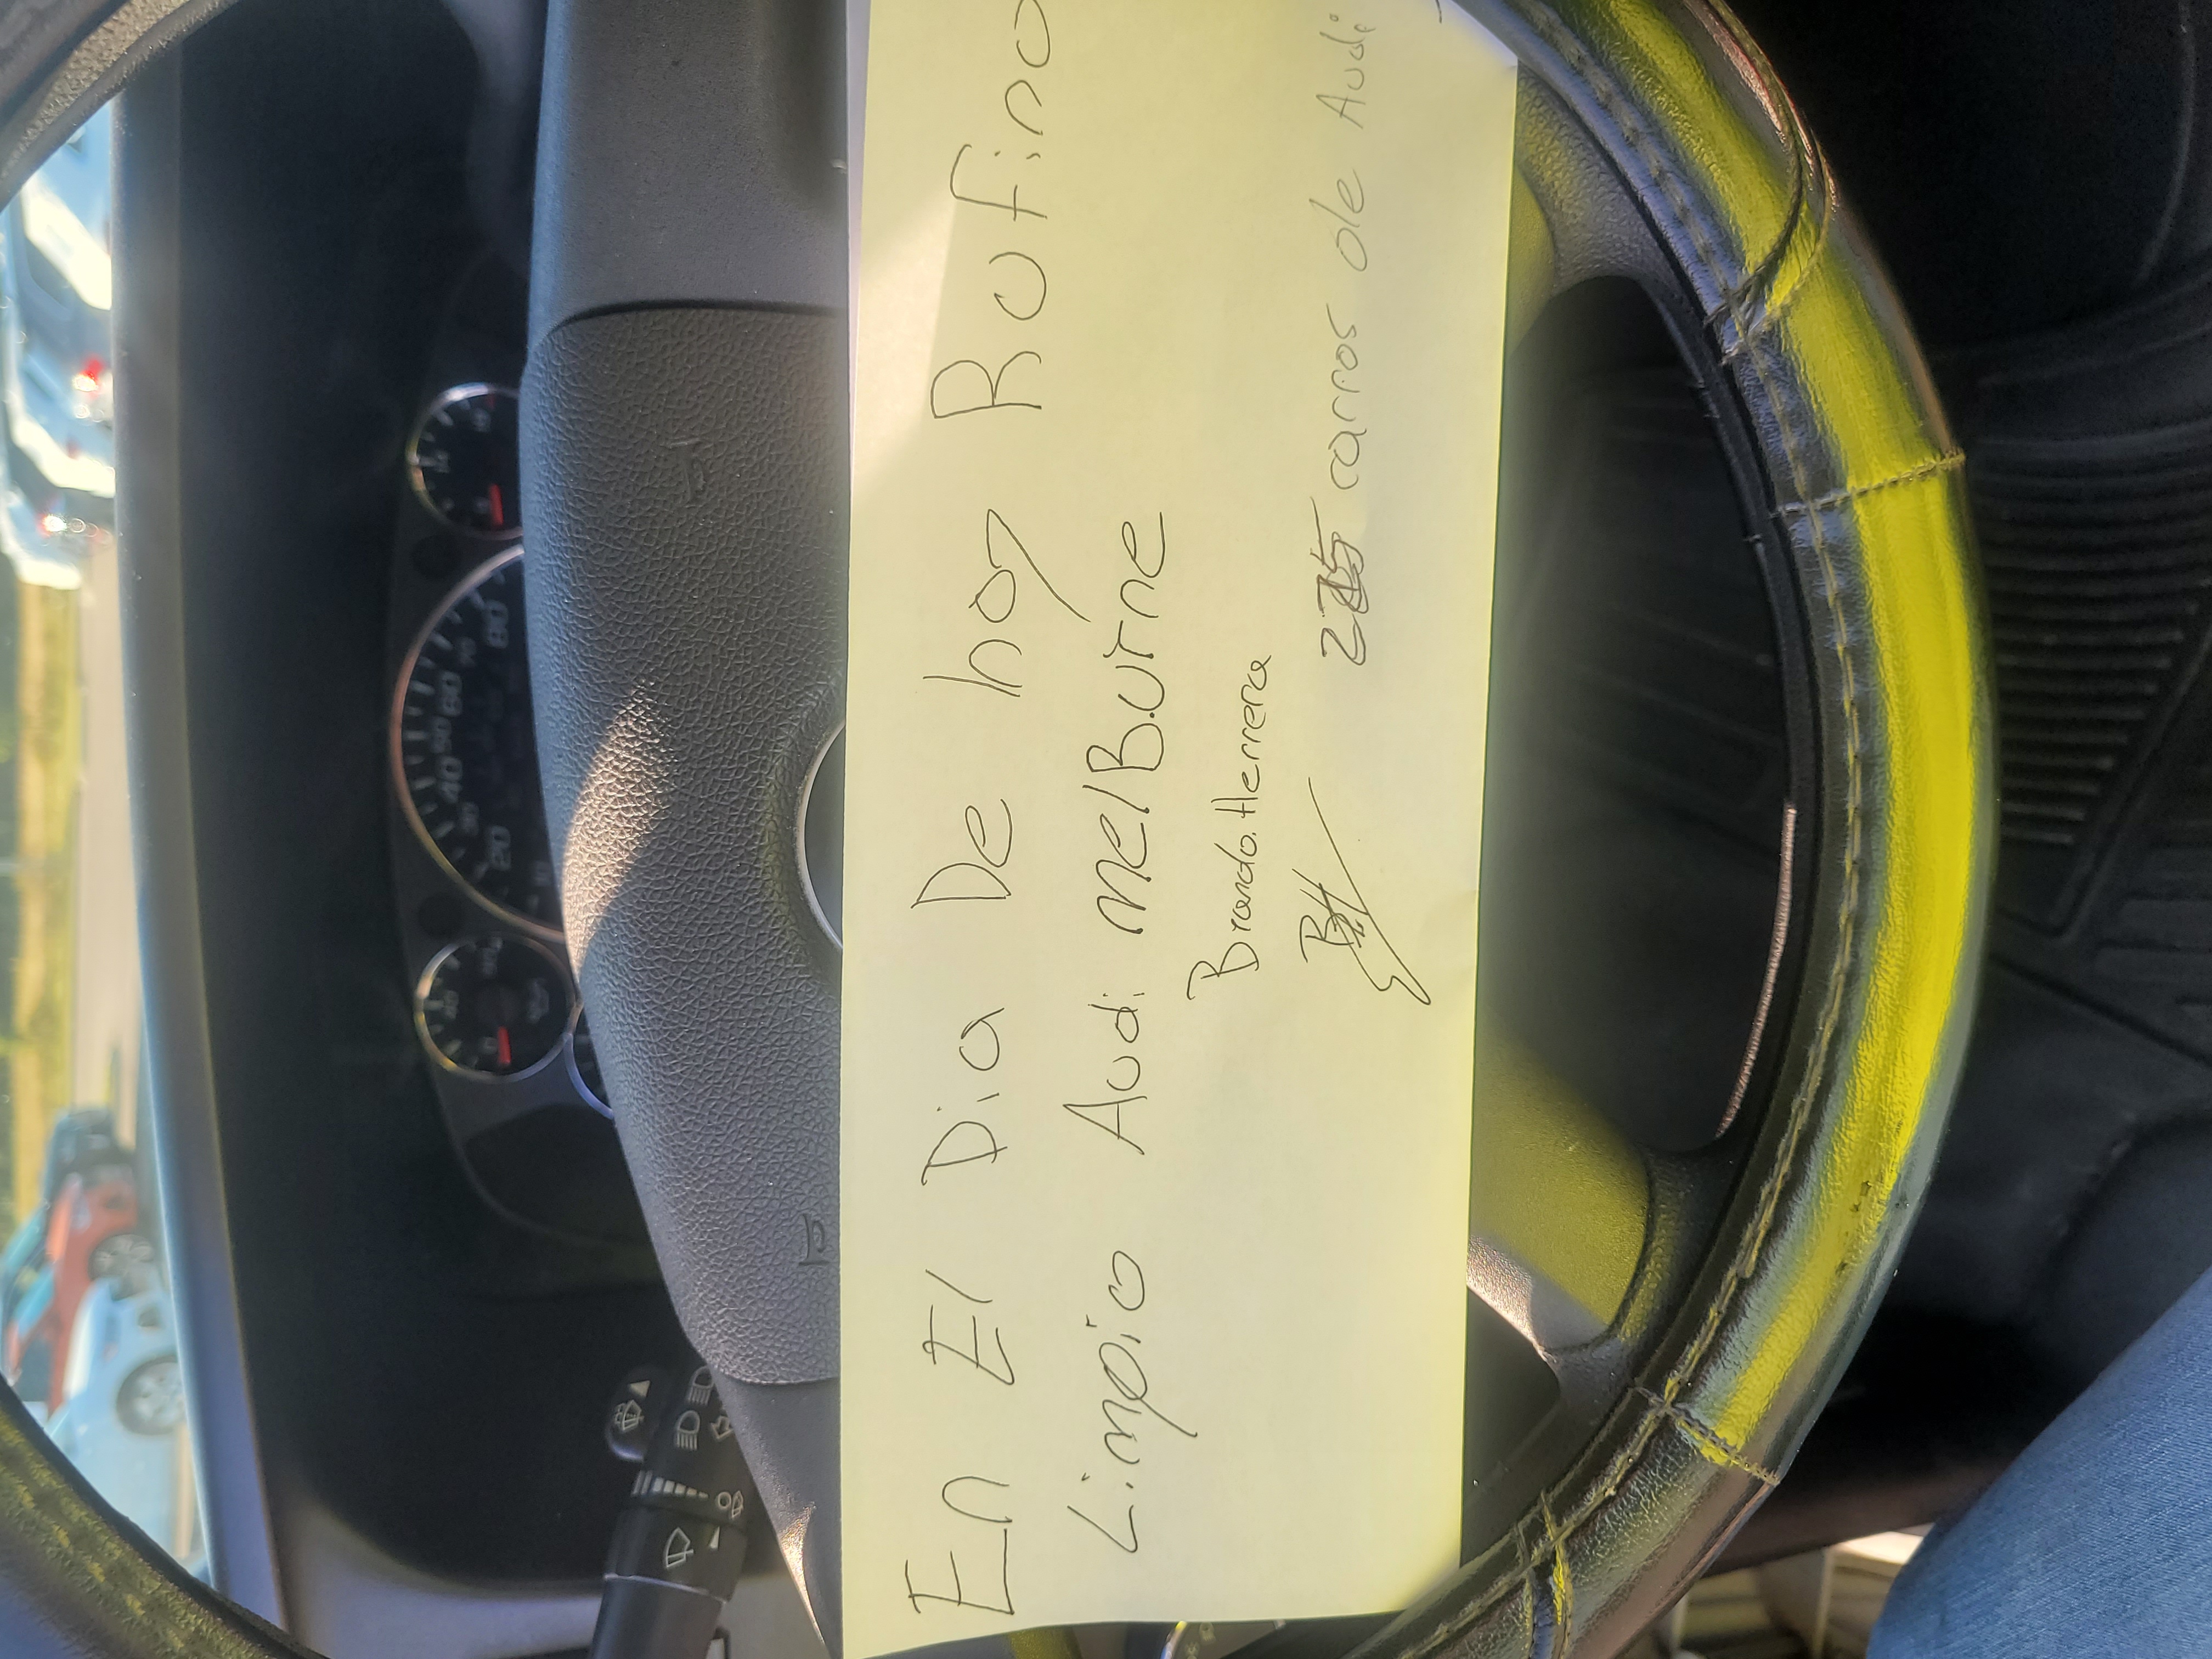 En El Dia De hoy Rufino
Limpio Audi melBurne
Brando.Herrera
BH
carros de Audi